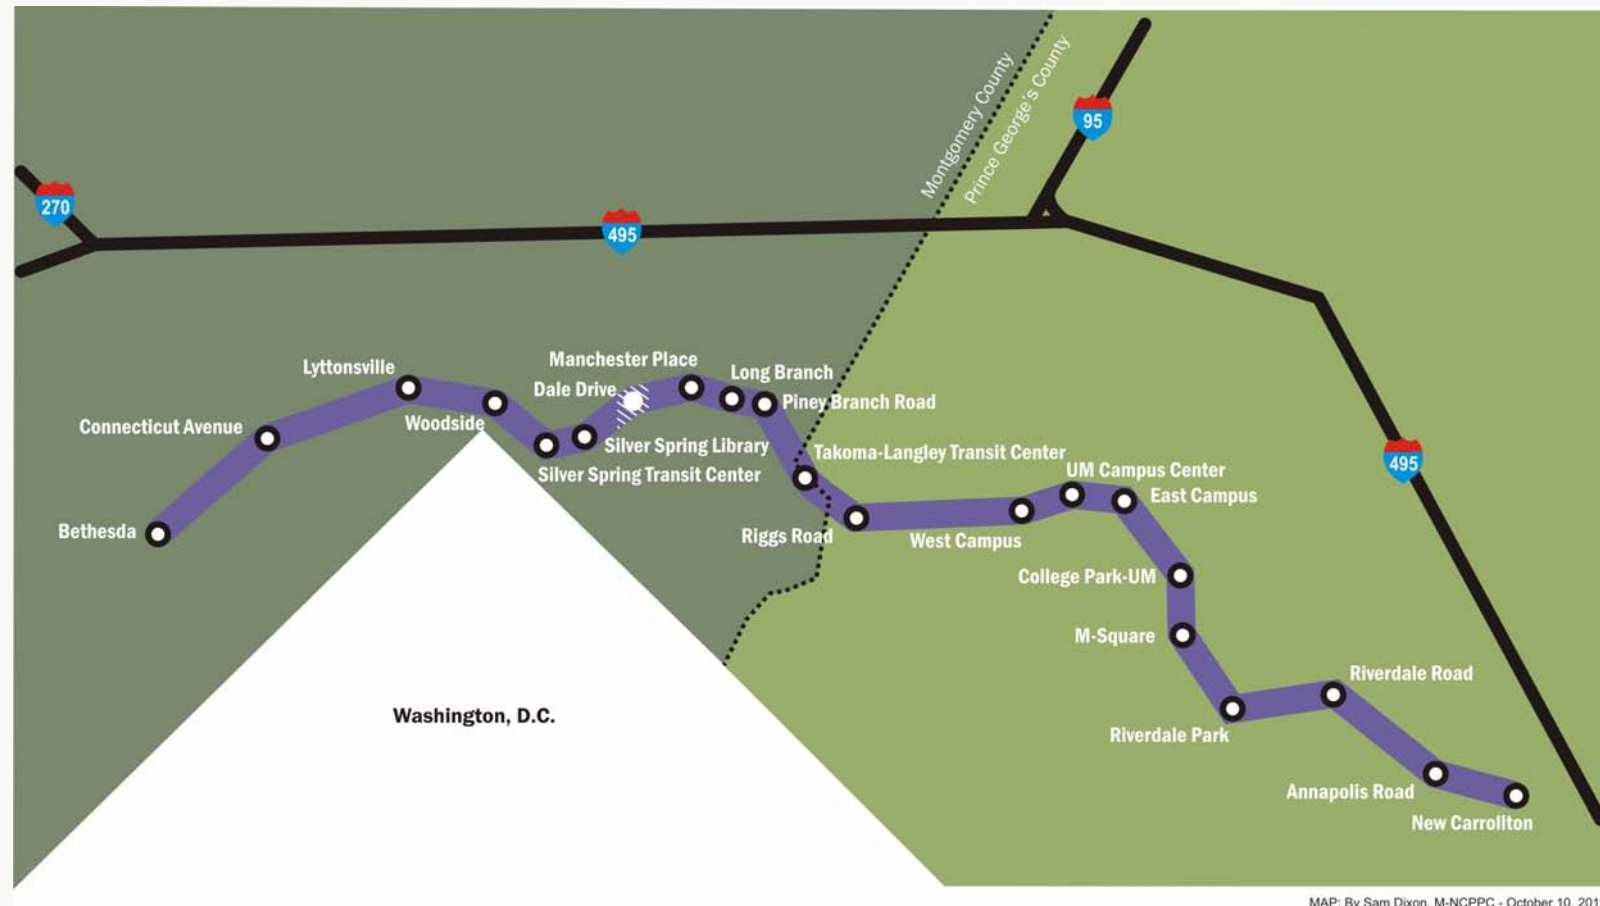 Montgomery County
Prince George's County
95
270
495
Manchester Place
Lyttonsville
Long Branch
Dale Drive
Piney Branch Road
Connecticut Avenue
Woodside
Silver Spring Library
Takoma-Langley Transit Center
Silver Spring Transit Center
495
UM Campus Center
East Campus
Bethesda
Riggs Road
West Campus
College Park-UM
M-Square
Riverdale Road
Washington, D.C.
Riverdale Park
Annapolis Road
New Carrollton
MAP: By Sam Dixon, M-NCPPC - October 10, 201